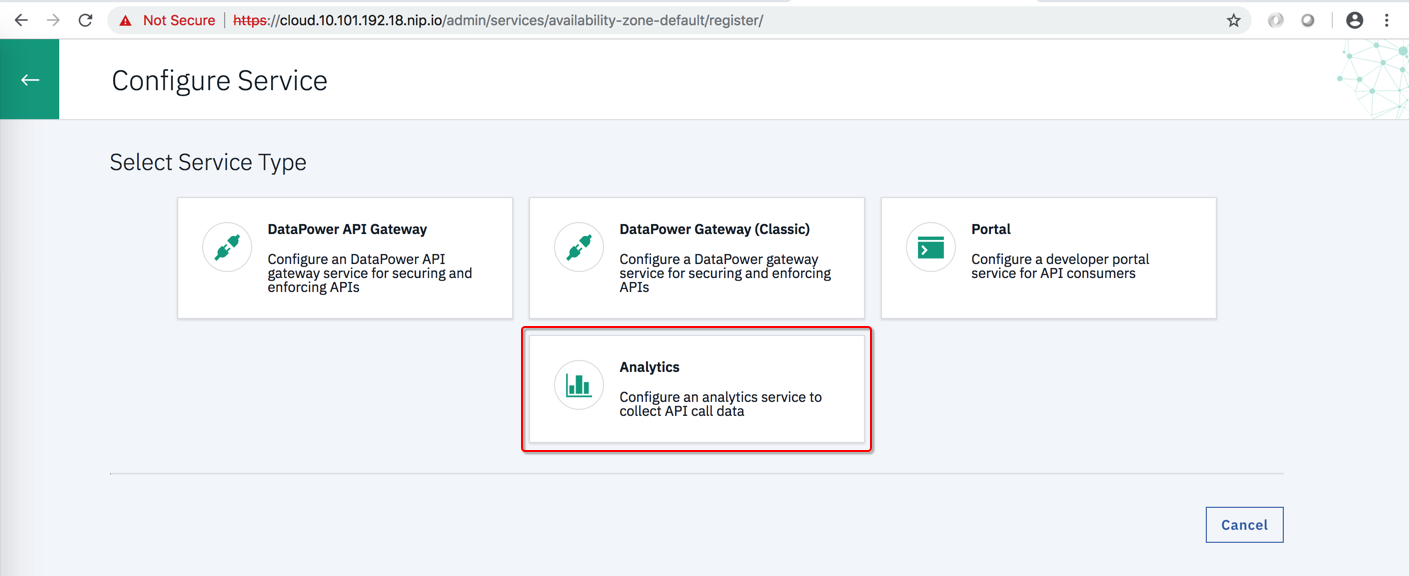 Not Secure | https://cloud.10.101.192.18.nip.io/admin/services/availability-zone-default/register/
Configure Service
Select Service Type
DataPower API Gateway
Configure an DataPower API
gateway service for securing and
enforcing APIs
DataPower Gateway (Classic)
Configure a DataPower gateway
service for securing and enforcing
APIs
Portal
Configure a developer portal
service for API consumers
Analytics
Configure an analytics service to
collect API call data
Cancel